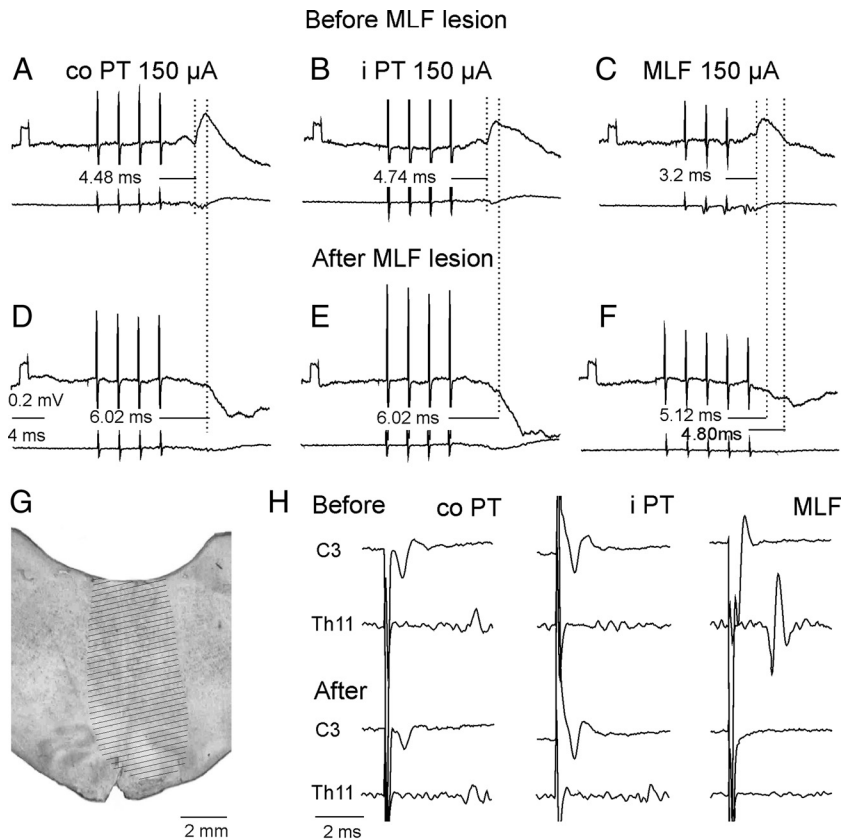 Before MLF lesion
A co PT 150 µA
B i PT 150 µA
C MLF 150 µA
4.48 ms
4.74 ms
3.2 ms
After MLF lesion
D
E
F
0.2 mV
4 ms
6.02 ms
6.02 ms
5.12 ms
4.80ms
G
2 mm
H Before co PT i PT MLF
C3
Th11
After
C3
Th11
2 ms